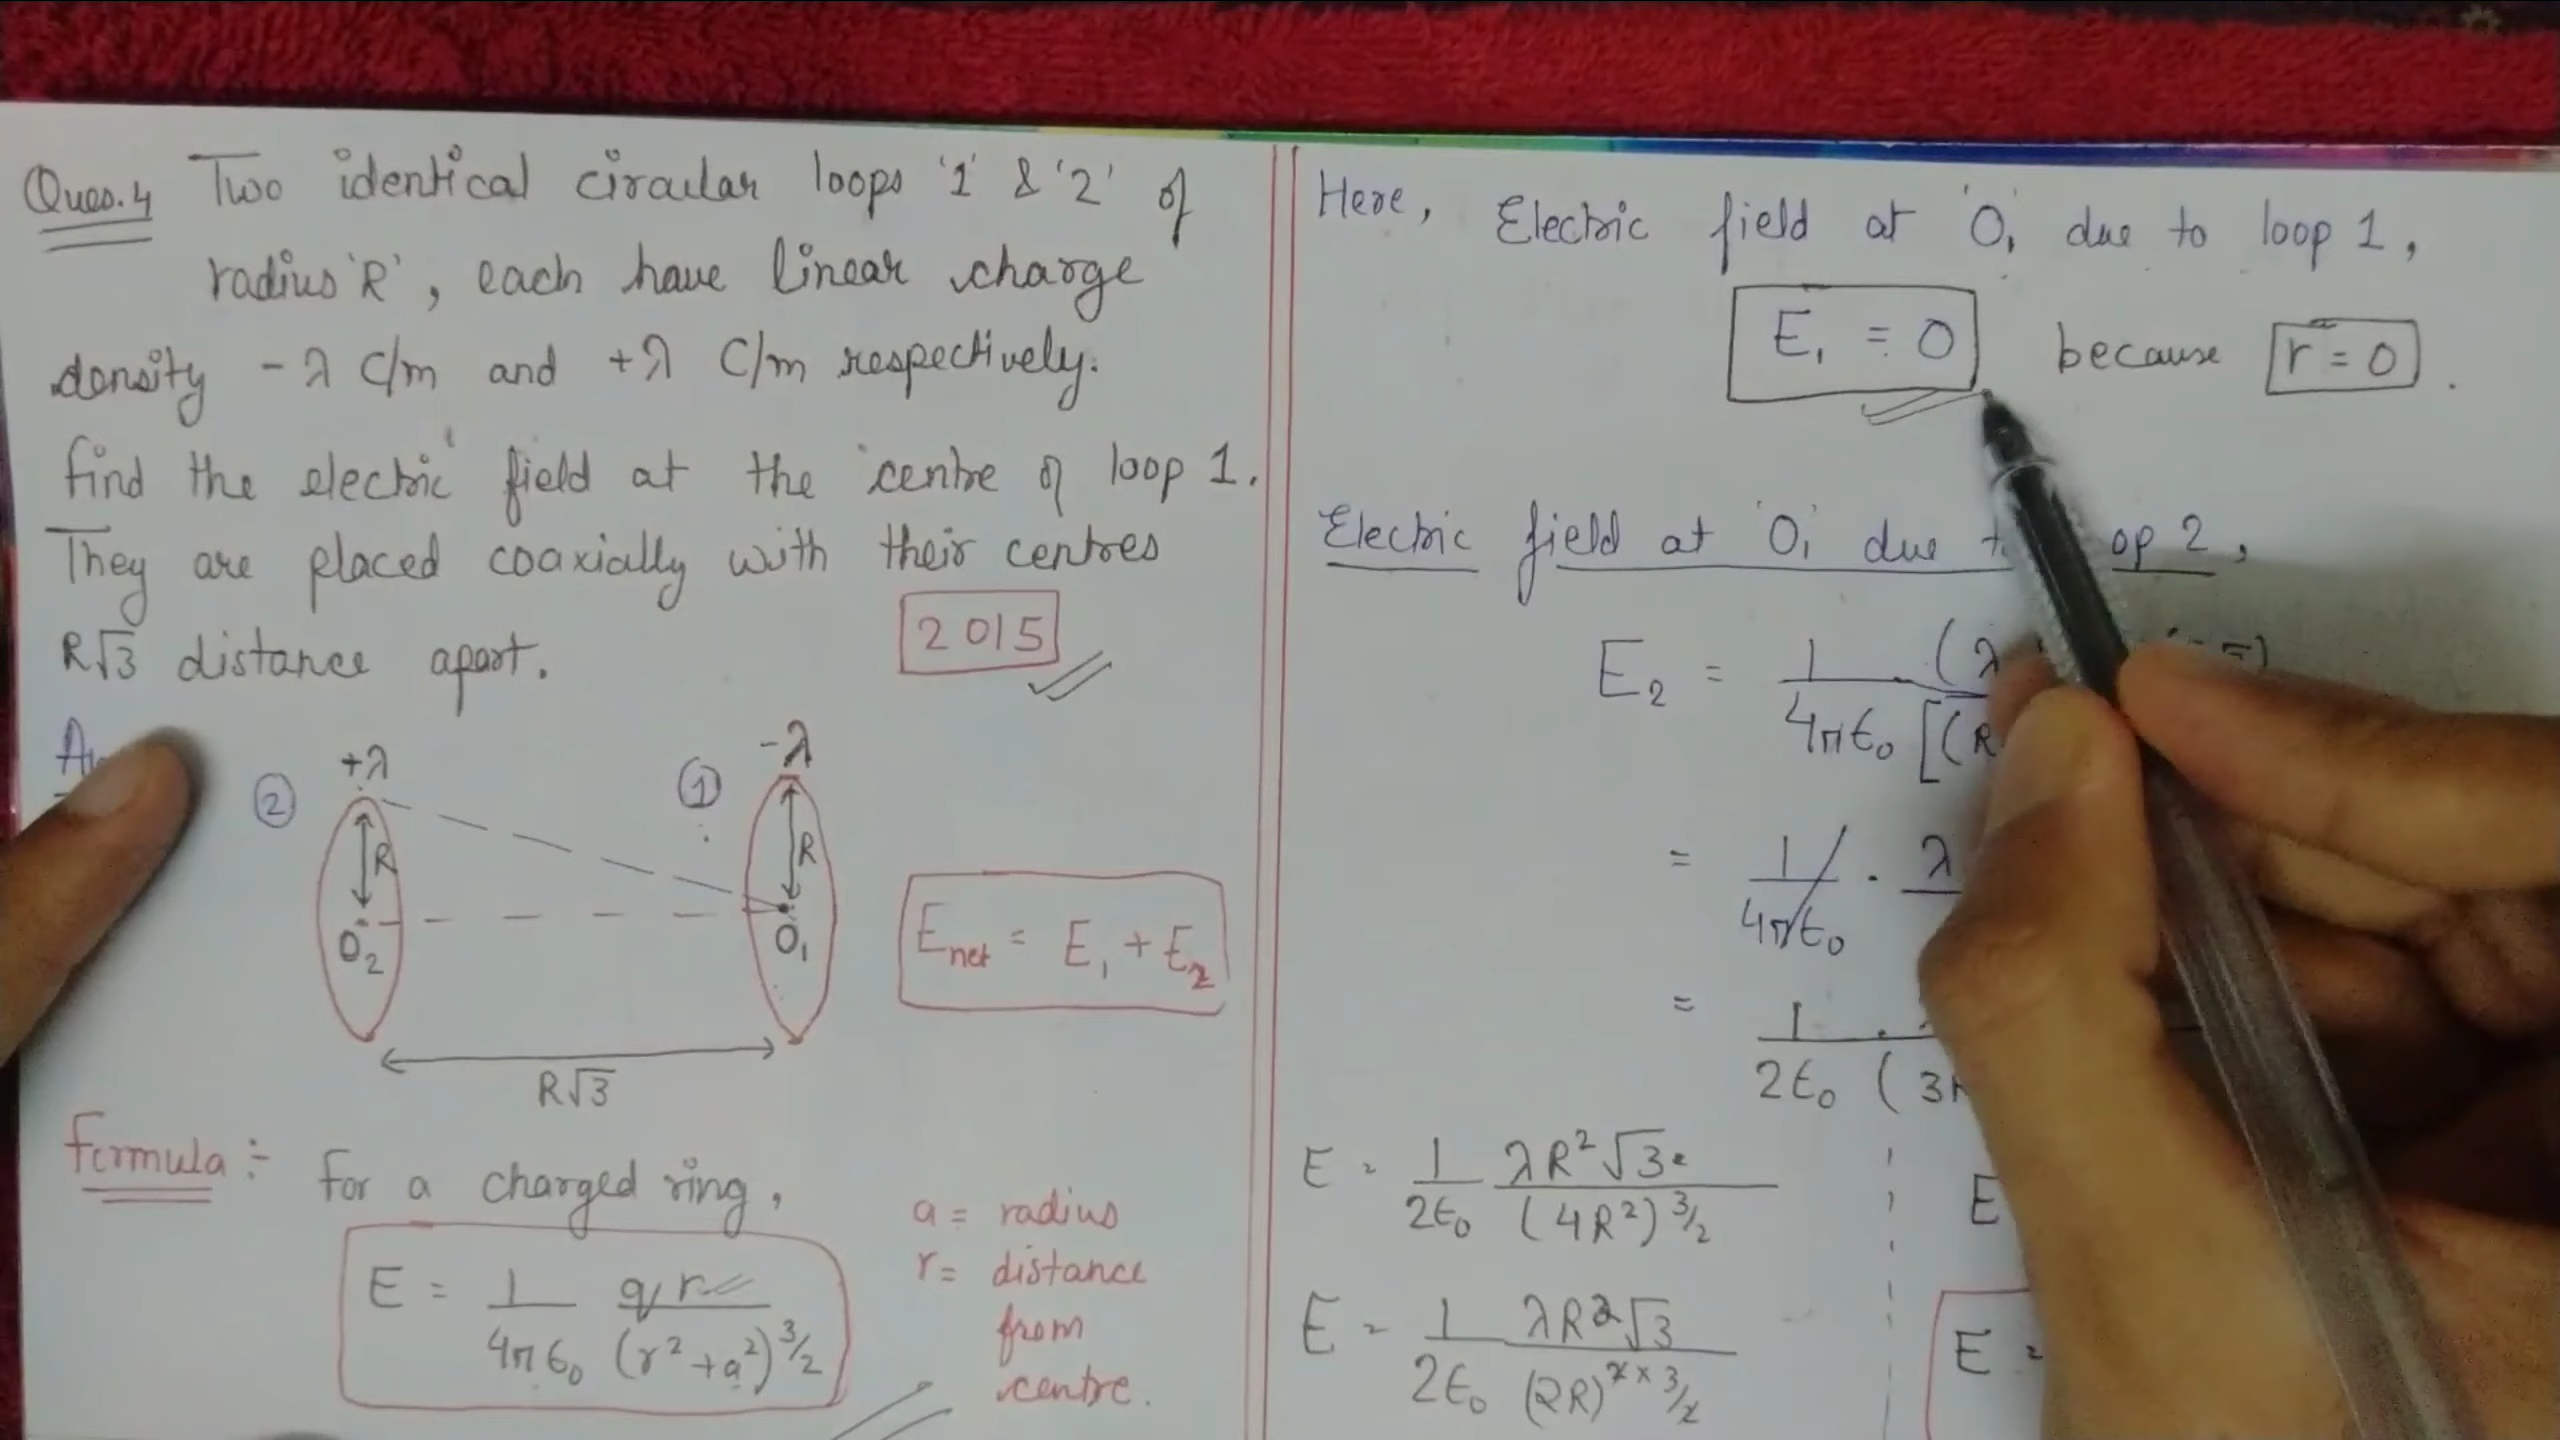 Ques.4 Two identical circular loops '1' & '2' of
radius 'R', each have linear charge
density -λ C/m and +λ C/m respectively.
find the electric field at the centre of loop 1.
They are placed coaxially with their centres
R√3 distance apart.
2015
+λ
-λ
②
①
R
R
O₂
O₁
R√3
Enet = E₁ + E₂
Formula :- For a charged ring,
E = 1/4πϵ₀ qr/(r²+a²)^3/2
a = radius
r = distance
from
centre.
Here, Electric field at 'O₁' due to loop 1,
E₁ = 0 because r = 0.
Electric field at 'O₁' due op 2,
E₂ = 1/4πϵ₀ (λ [(R
= 1/4πϵ₀ . λ
= 1/2ϵ₀ (3R
E = 1/2ϵ₀ λR²√3/(4R²)^3/2
E
E = 1/2ϵ₀ λR²√3/(2R)^2×3/2
E =